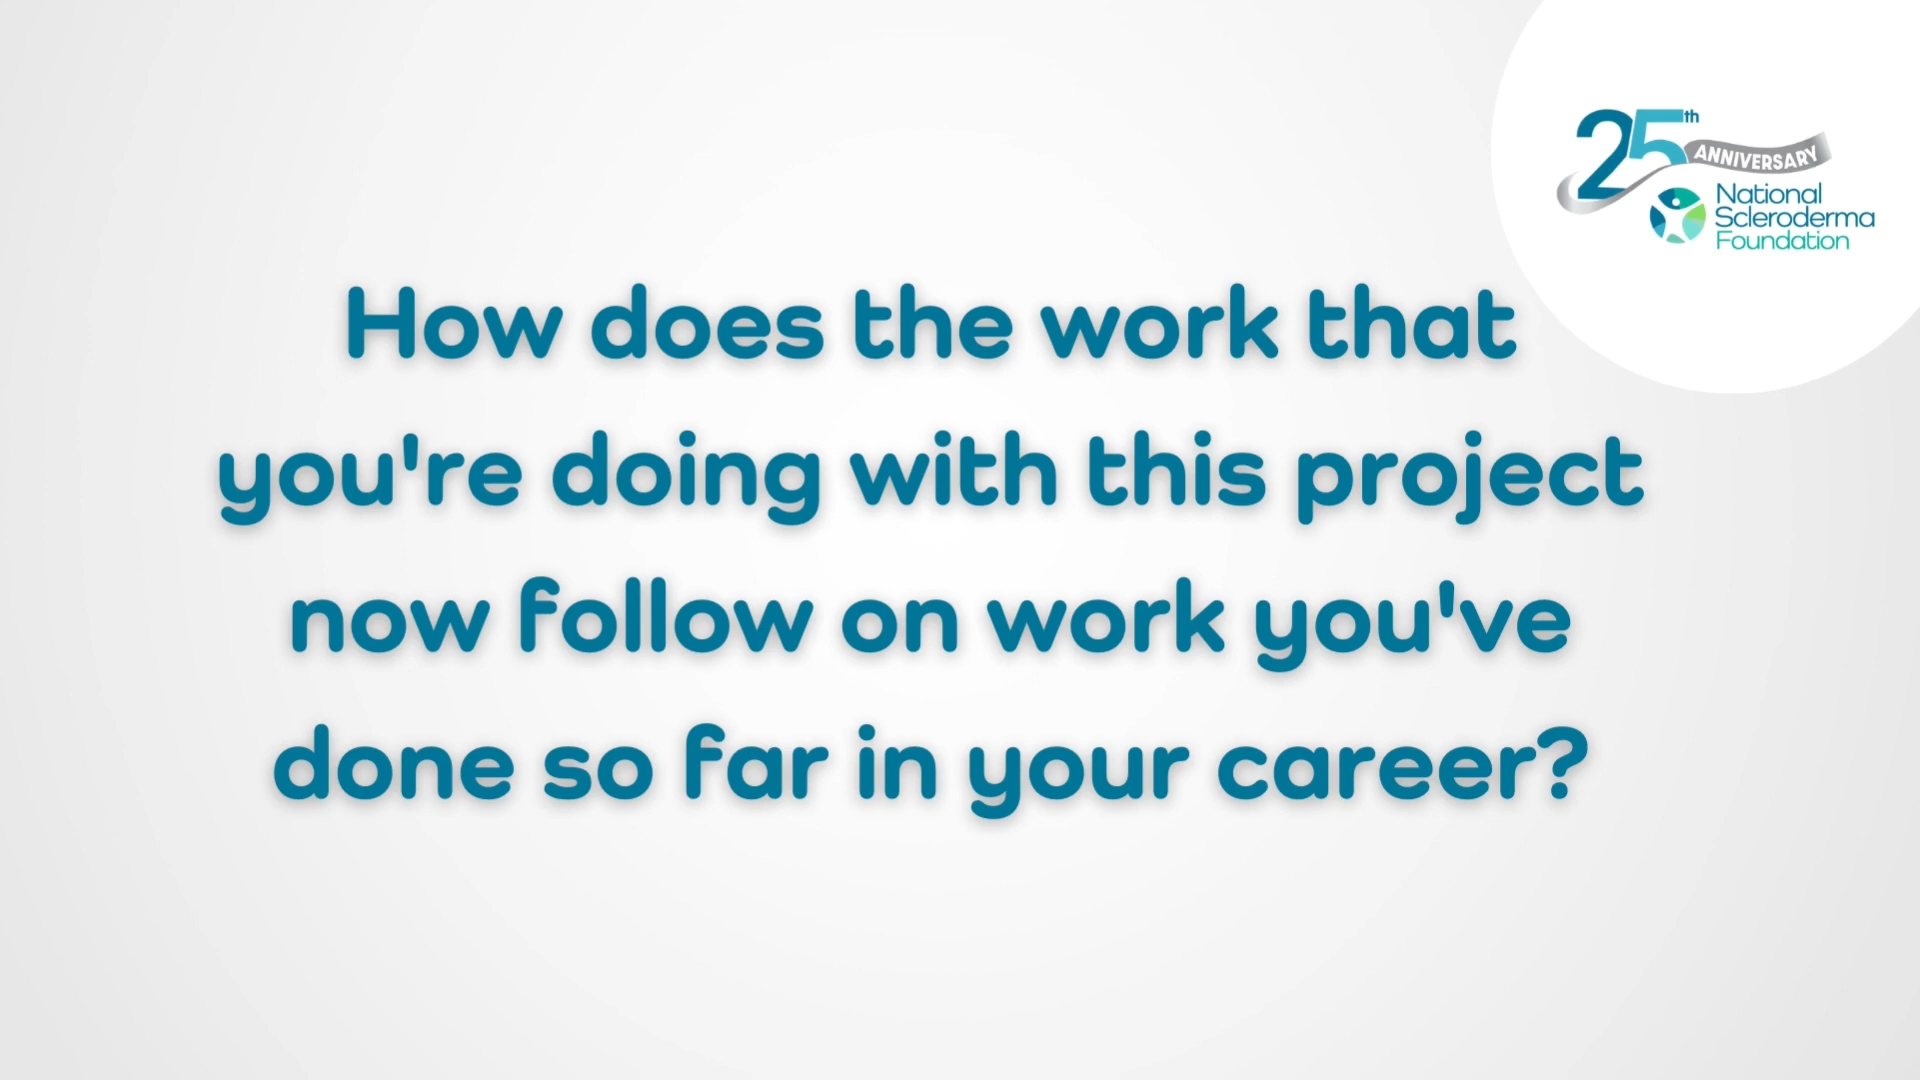 25th
ANNIVERSARY
National
Scleroderma
Foundation
How does the work that
you're doing with this project
now follow on work you've
done so far in your career?